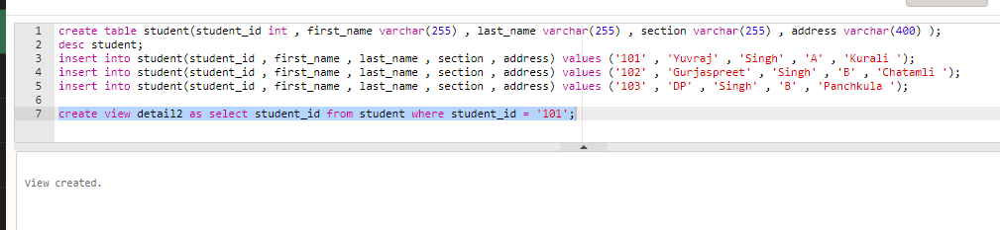 1 create table student(student_id int , first_name varchar(255) , last_name varchar(255) , section varchar(255) , address varchar(400) );
2 desc student;
3 insert into student(student_id , first_name , last_name , section , address) values ('101' , 'Yuvraj' , 'Singh' , 'A' , 'Kurali ');
4 insert into student(student_id , first_name , last_name , section , address) values ('102' , 'Gurjaspreet' , 'Singh' , 'B' , 'Chatamli ');
5 insert into student(student_id , first_name , last_name , section , address) values ('103' , 'DP' , 'Singh' , 'B' , 'Panchkula ');
6
7 create view detail2 as select student_id from student where student_id = '101';
View created.